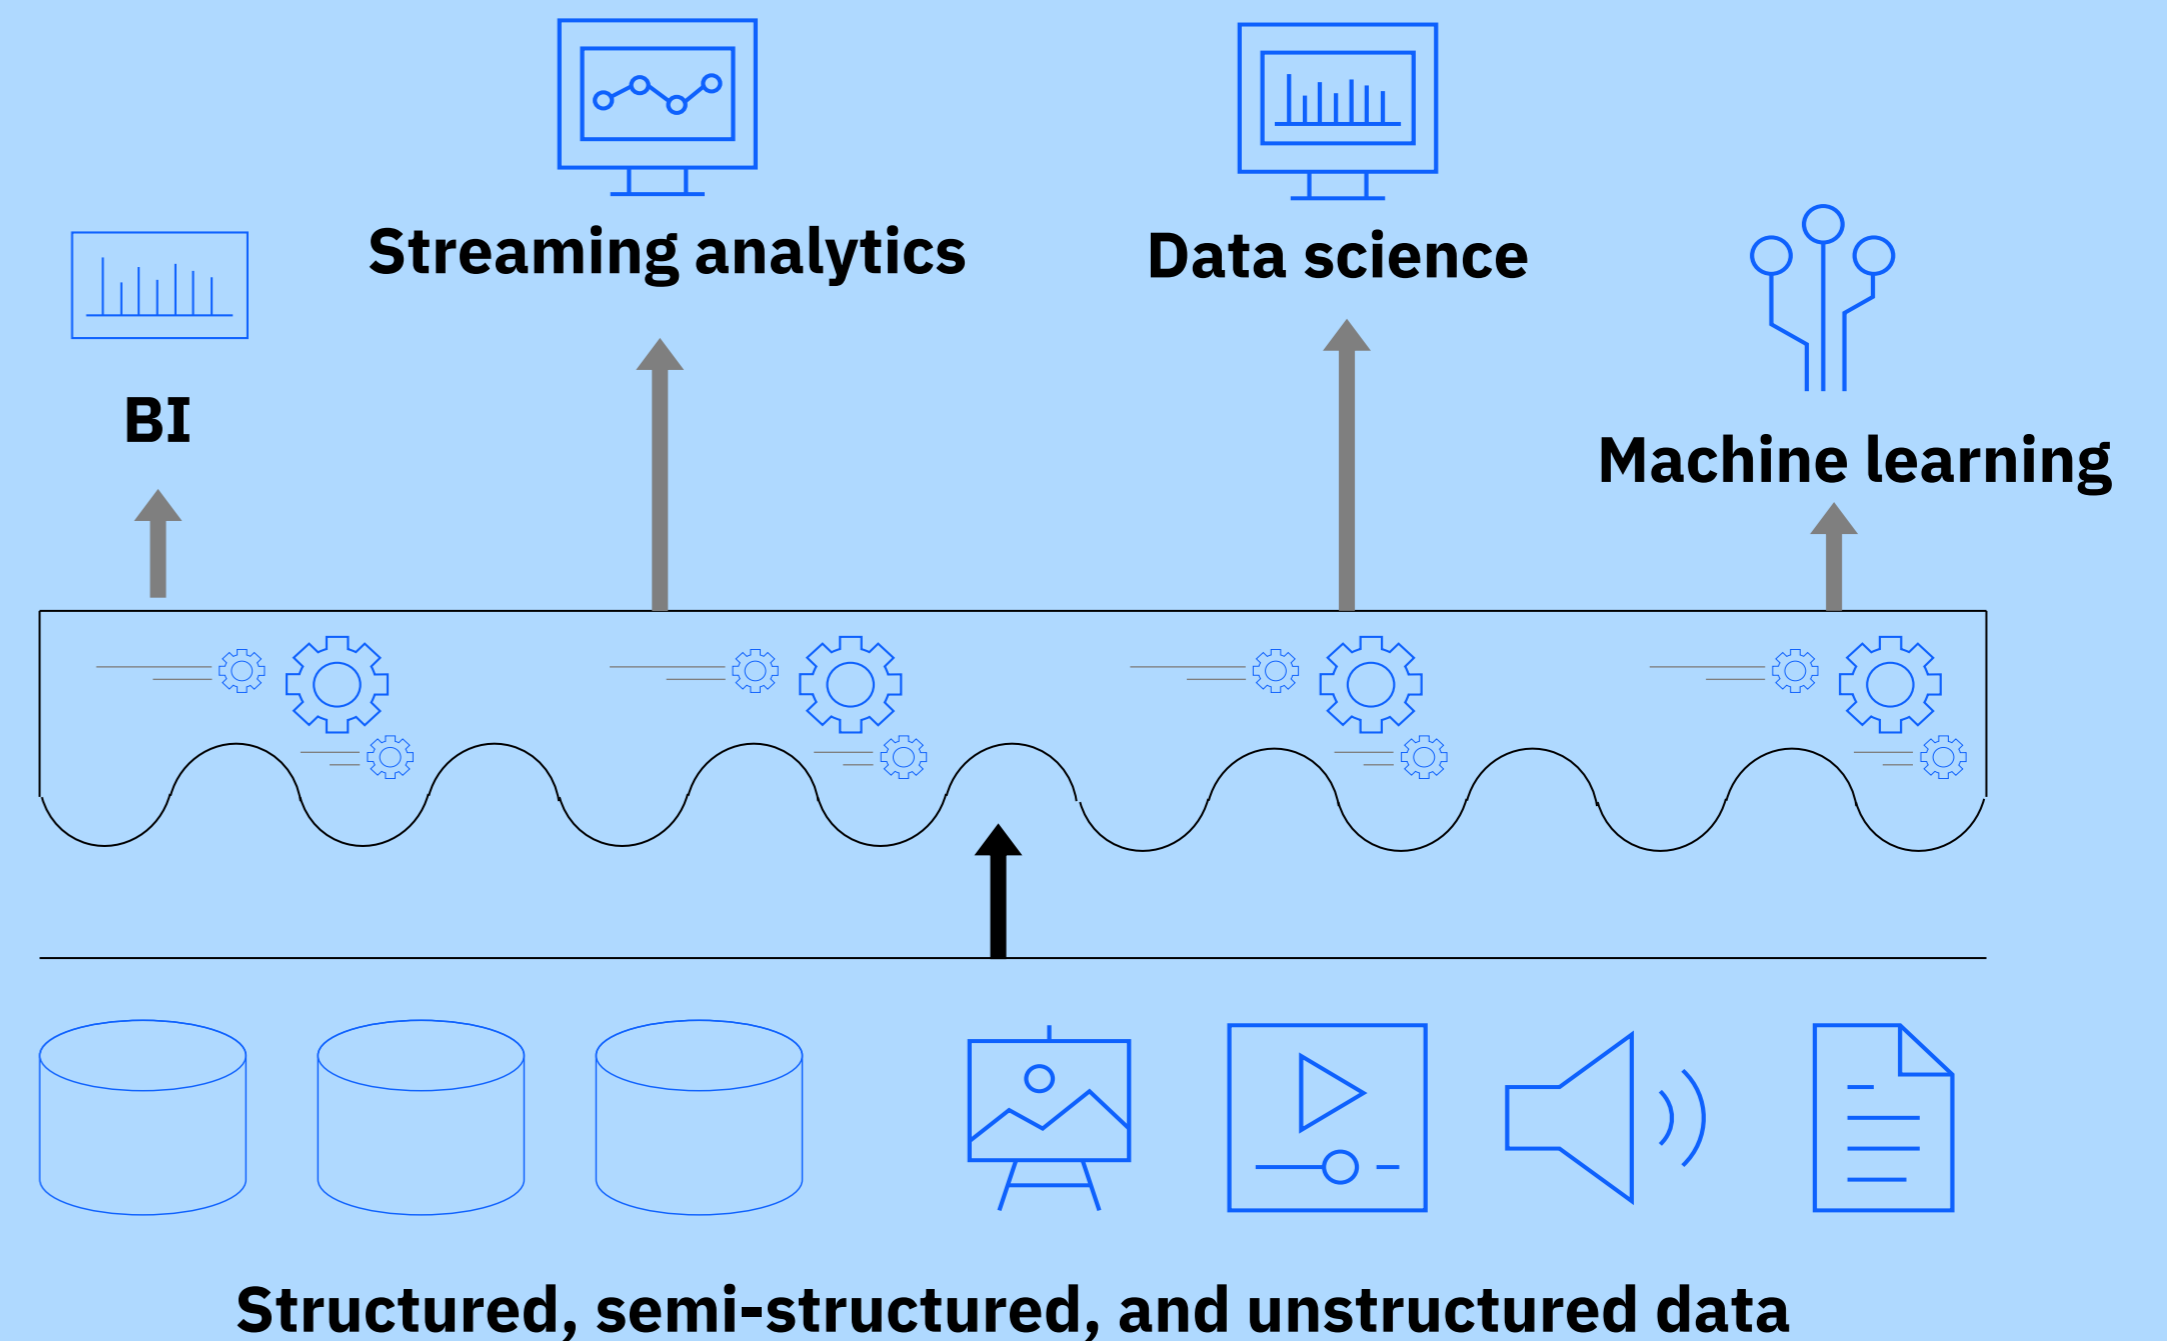 Streaming analytics
Data science
BI
Machine learning
Structured, semi-structured, and unstructured data